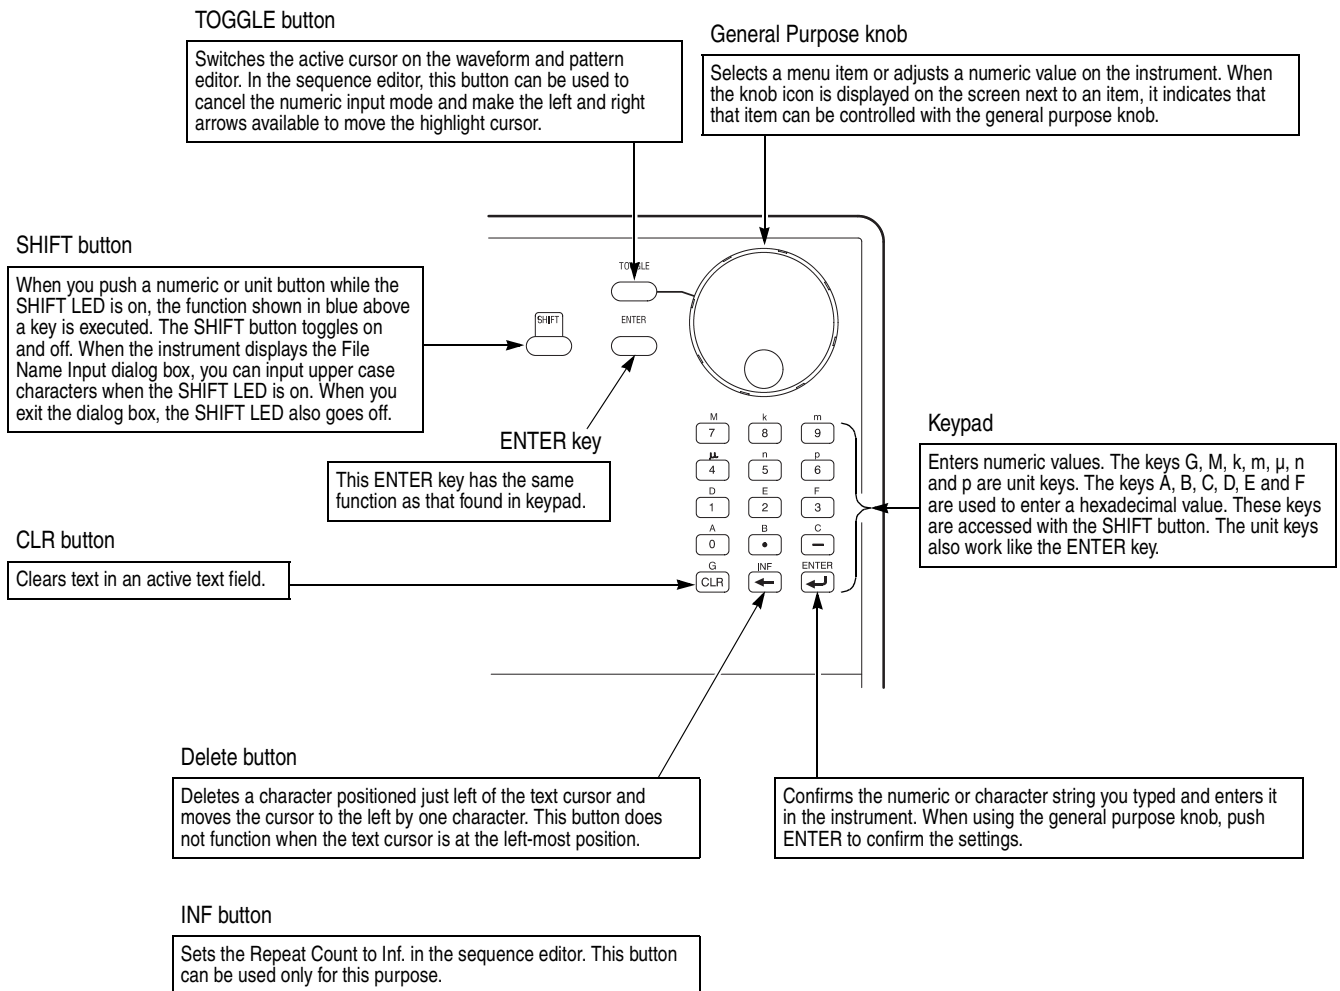 TOGGLE button
Switches the active cursor on the waveform and pattern
editor. In the sequence editor, this button can be used to
cancel the numeric input mode and make the left and right
arrows available to move the highlight cursor.
General Purpose knob
Selects a menu item or adjusts a numeric value on the instrument. When
the knob icon is displayed on the screen next to an item, it indicates that
that item can be controlled with the general purpose knob.
SHIFT button
When you push a numeric or unit button while the
SHIFT LED is on, the function shown in blue above
a key is executed. The SHIFT button toggles on
and off. When the instrument displays the File
Name Input dialog box, you can input upper case
characters when the SHIFT LED is on. When you
exit the dialog box, the SHIFT LED also goes off.
TOGGLE
SHIFT
ENTER
ENTER key
This ENTER key has the same
function as that found in keypad.
M k m
7 8 9
µ n p
4 5 6
D E F
1 2 3
A B C
0 • –
G INF ENTER
CLR ← ↵
Keypad
Enters numeric values. The keys G, M, k, m, µ, n
and p are unit keys. The keys A, B, C, D, E and F
are used to enter a hexadecimal value. These keys
are accessed with the SHIFT button. The unit keys
also work like the ENTER key.
CLR button
Clears text in an active text field.
Delete button
Deletes a character positioned just left of the text cursor and
moves the cursor to the left by one character. This button does
not function when the text cursor is at the left-most position.
Confirms the numeric or character string you typed and enters it
in the instrument. When using the general purpose knob, push
ENTER to confirm the settings.
INF button
Sets the Repeat Count to Inf. in the sequence editor. This button
can be used only for this purpose.